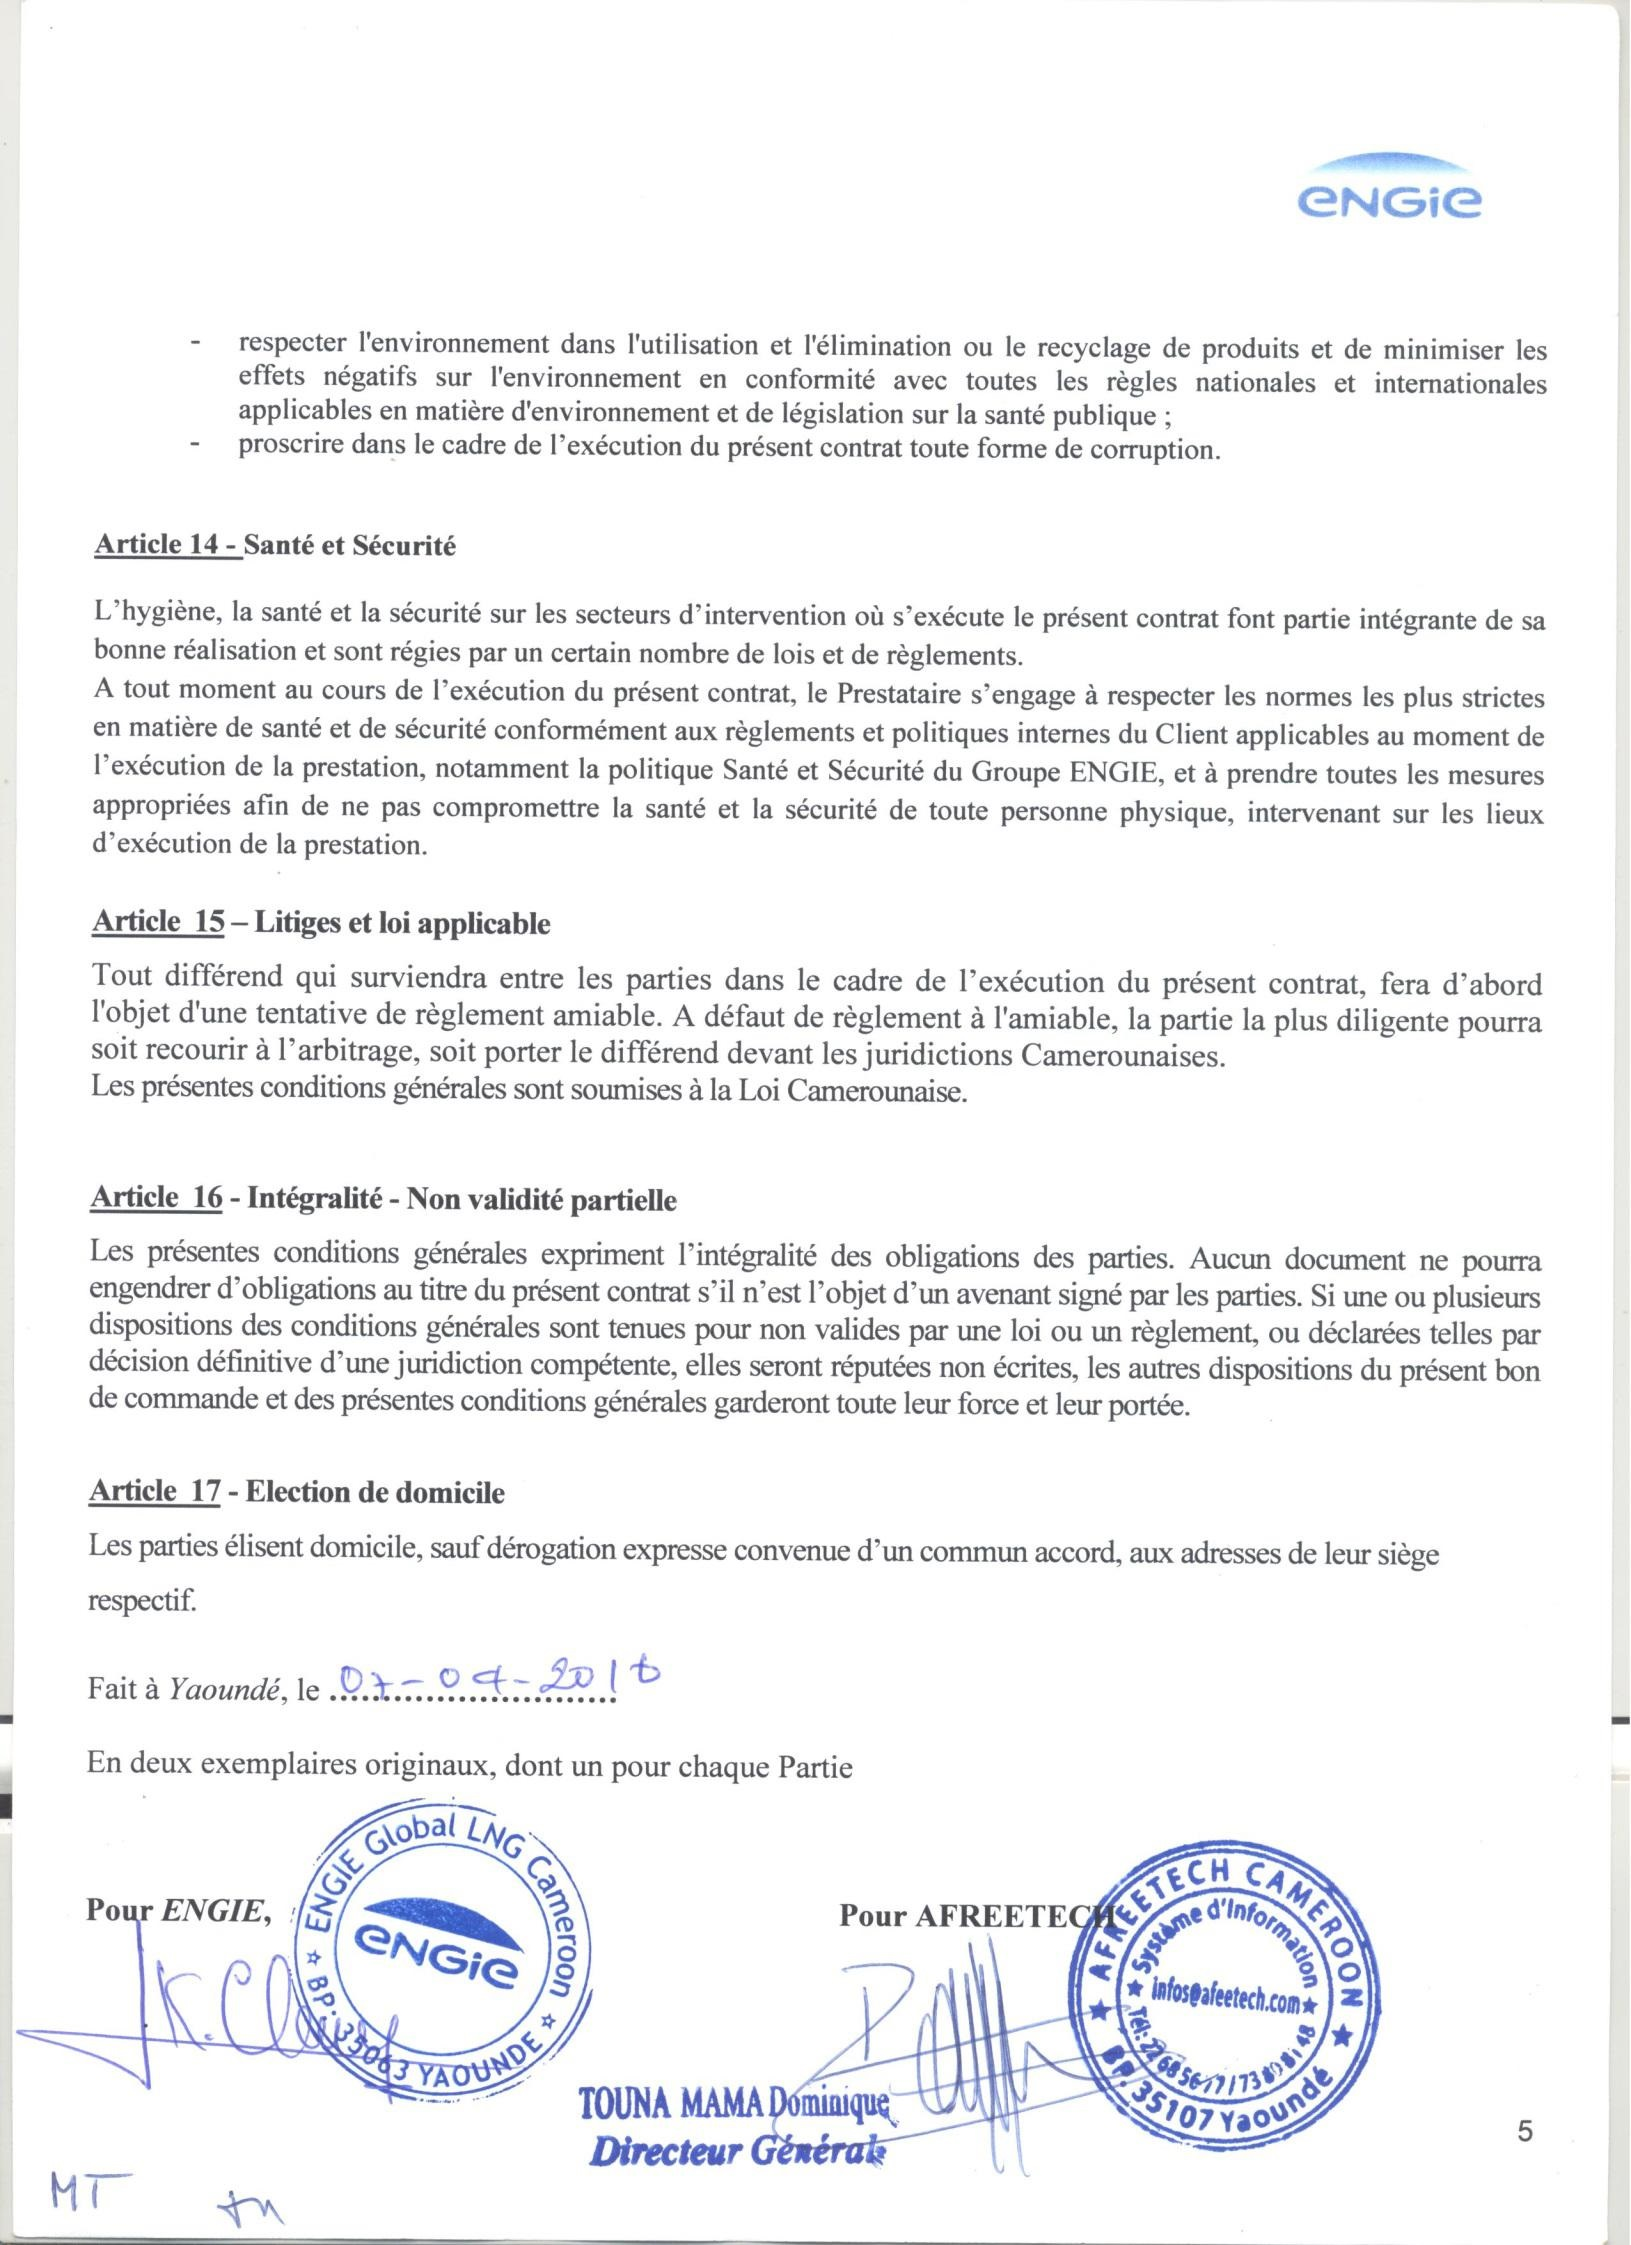 ENGiE
- respecter l'environnement dans l'utilisation et l'élimination ou le recyclage de produits et de minimiser les
effets négatifs sur l'environnement en conformité avec toutes les règles nationales et internationales
applicables en matière d'environnement et de législation sur la santé publique ;
- proscrire dans le cadre de l’exécution du présent contrat toute forme de corruption.
Article 14 - Santé et Sécurité
L’hygiène, la santé et la sécurité sur les secteurs d’intervention où s’exécute le présent contrat font partie intégrante de sa
bonne réalisation et sont régies par un certain nombre de lois et de règlements.
A tout moment au cours de l’exécution du présent contrat, le Prestataire s’engage à respecter les normes les plus strictes
en matière de santé et de sécurité conformément aux règlements et politiques internes du Client applicables au moment de
l’exécution de la prestation, notamment la politique Santé et Sécurité du Groupe ENGIE, et à prendre toutes les mesures
appropriées afin de ne pas compromettre la santé et la sécurité de toute personne physique, intervenant sur les lieux
d’exécution de la prestation.
Article 15 – Litiges et loi applicable
Tout différend qui surviendra entre les parties dans le cadre de l’exécution du présent contrat, fera d’abord
l'objet d'une tentative de règlement amiable. A défaut de règlement à l'amiable, la partie la plus diligente pourra
soit recourir à l’arbitrage, soit porter le différend devant les juridictions Camerounaises.
Les présentes conditions générales sont soumises à la Loi Camerounaise.
Article 16 - Intégralité - Non validité partielle
Les présentes conditions générales expriment l’intégralité des obligations des parties. Aucun document ne pourra
engendrer d’obligations au titre du présent contrat s’il n’est l’objet d’un avenant signé par les parties. Si une ou plusieurs
dispositions des conditions générales sont tenues pour non valides par une loi ou un règlement, ou déclarées telles par
décision définitive d’une juridiction compétente, elles seront réputées non écrites, les autres dispositions du présent bon
de commande et des présentes conditions générales garderont toute leur force et leur portée.
Article 17 - Election de domicile
Les parties élisent domicile, sauf dérogation expresse convenue d’un commun accord, aux adresses de leur siège
respectif.
Fait à Yaoundé, le 07-04-2016
En deux exemplaires originaux, dont un pour chaque Partie
Pour ENGIE,
ENGIE Global LNG Cameroon
ENGiE
BP: 35063 YAOUNDE
Pour AFREETECH
AFREETECH CAMEROON
Système d'Information
infos@afeetech.com
BP. 35107 Yaoundé
TOUNA MAMA Dominique
Directeur Général
5
MT